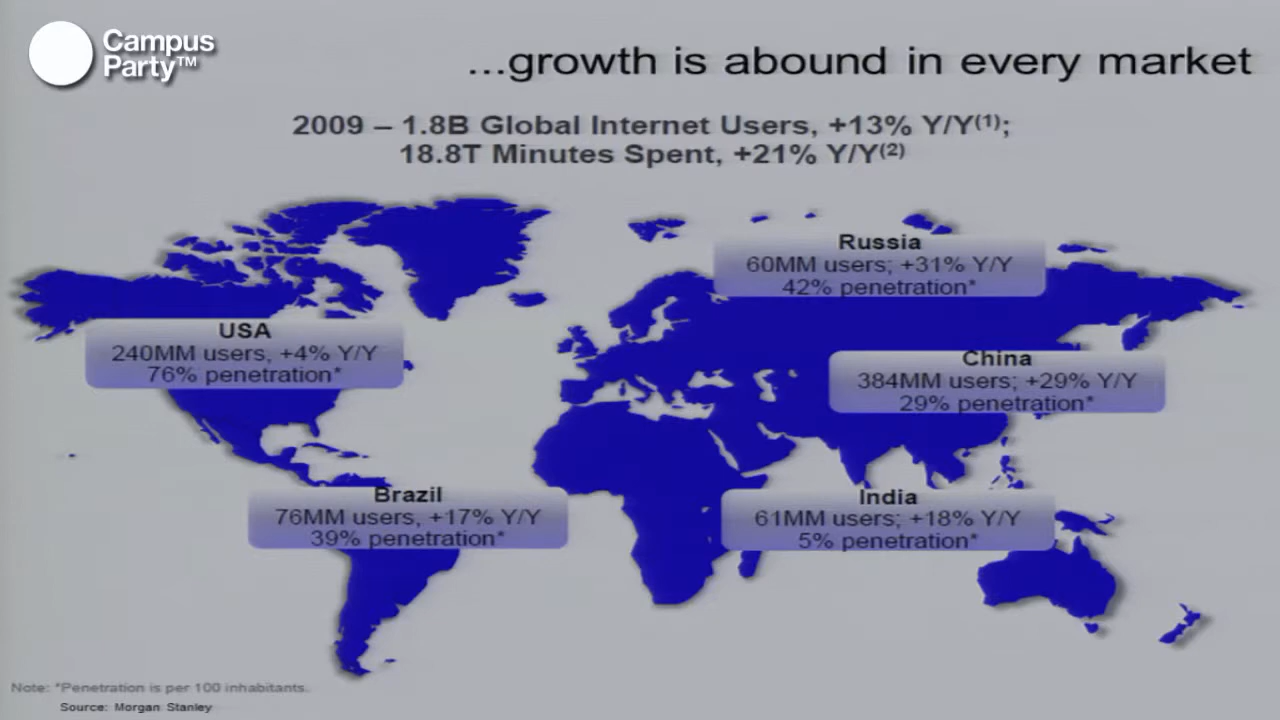 Campus
Party™
...growth is abound in every market
2009 – 1.8B Global Internet Users, +13% Y/Y(1);
18.8T Minutes Spent, +21% Y/Y(2)
Russia
60MM users; +31% Y/Y
42% penetration*
USA
240MM users, +4% Y/Y
76% penetration*
China
384MM users; +29% Y/Y
29% penetration*
Brazil
76MM users, +17% Y/Y
39% penetration*
India
61MM users; +18% Y/Y
5% penetration*
Note: *Penetration is per 100 inhabitants.
Source: Morgan Stanley